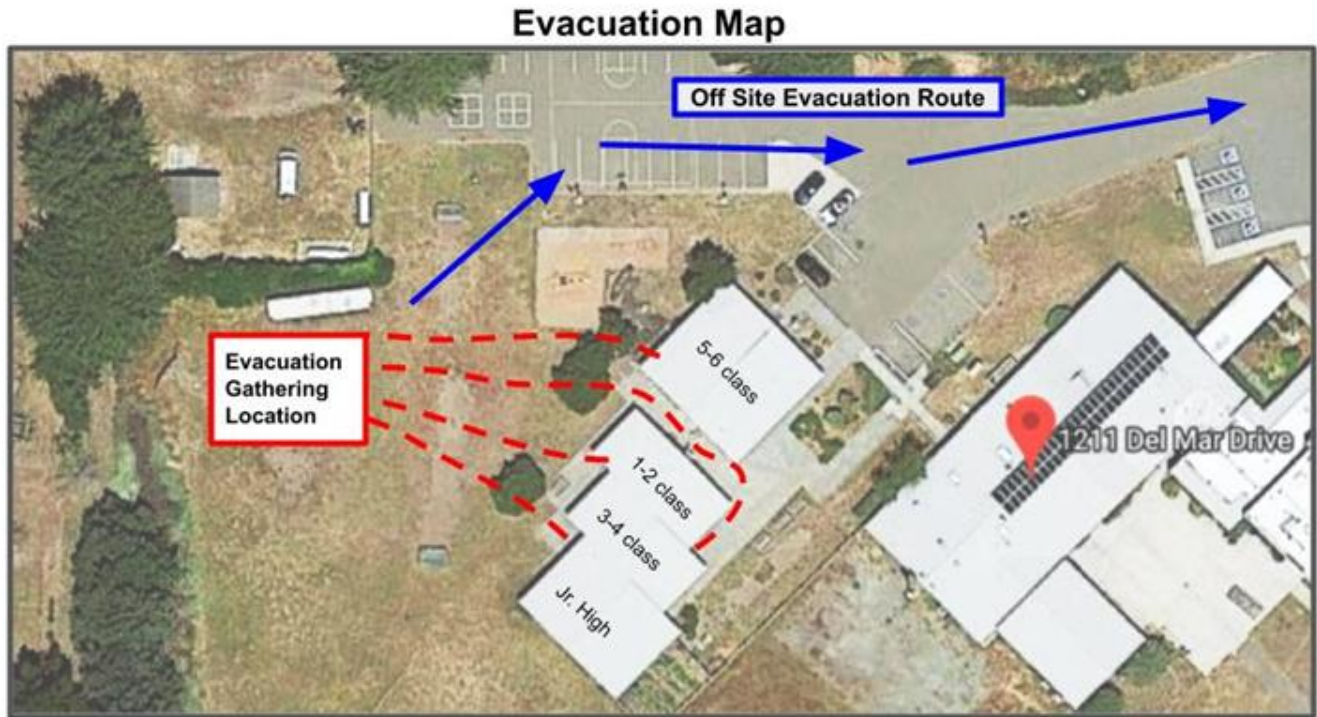 Evacuation Map
Off Site Evacuation Route
Evacuation
Gathering
Location
5-6 class
1-2 class
3-4 class
Jr. High
1211 Del Mar Drive